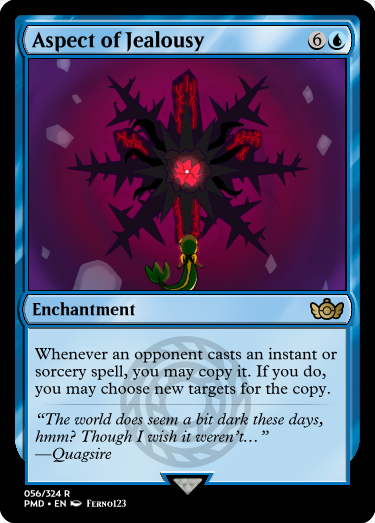 Aspect of Jealousy 6
Enchantment
Whenever an opponent casts an instant or
sorcery spell, you may copy it. If you do,
you may choose new targets for the copy.
“The world does seem a bit dark these days,
hmm? Though I wish it weren’t…”
—Quagsire
056/324 R
PMD • EN Ferno123